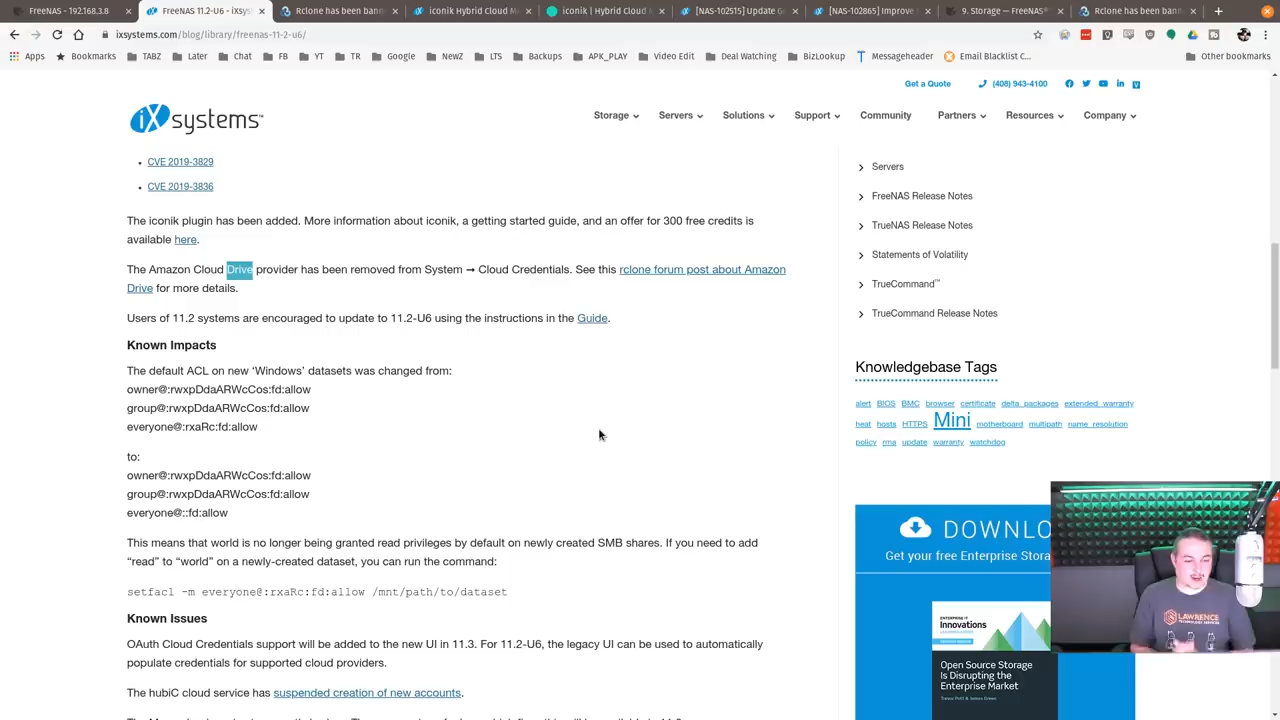 FreeNAS - 192.168.3.8
FreeNAS 11.2-U6 - iXsyste
Rclone forum post about
iconik Hybrid Cloud Me
iconik | Hybrid Cloud M
[NAS-102515] Update G
[NAS-102865] Improve
9. Storage — FreeNAS®
Rclone forum post about
ixsystems.com/blog/library/freenas-11-2-u6/
Apps
Bookmarks
TABZ
Later
Chat
FB
YT
TR
Google
NewZ
LTS
Backups
APK_PLAY
Video Edit
Deal Watching
BizLookup
Messageheader
Email Blacklist C...
Other bookmarks
Get a Quote
(408) 943-4100
iXsystems™
Storage
Servers
Solutions
Support
Community
Partners
Resources
Company
CVE 2019-3829
CVE 2019-3836
The iconik plugin has been added. More information about iconik, a getting started guide, and an offer for 300 free credits is
available here.
The Amazon Cloud Drive provider has been removed from System → Cloud Credentials. See this rclone forum post about Amazon
Drive for more details.
Users of 11.2 systems are encouraged to update to 11.2-U6 using the instructions in the Guide.
Known Impacts
The default ACL on new ‘Windows’ datasets was changed from:
owner@:rwxpDdaARWcCos:fd:allow
group@:rwxpDdaARWcCos:fd:allow
everyone@:rxaRc:fd:allow
to:
owner@:rwxpDdaARWcCos:fd:allow
group@:rwxpDdaARWcCos:fd:allow
everyone@::fd:allow
This means that world is no longer being granted read privileges by default on newly created SMB shares. If you need to add
“read” to “world” on a newly-created dataset, you can run the command:
setfacl -m everyone@:rxaRc:fd:allow /mnt/path/to/dataset
Known Issues
OAuth Cloud Credentials support will be added to the new UI in 11.3. For 11.2-U6, the legacy UI can be used to automatically
populate credentials for supported cloud providers.
The hubiC cloud service has suspended creation of new accounts.
Servers
FreeNAS Release Notes
TrueNAS Release Notes
Statements of Volatility
TrueCommand™
TrueCommand Release Notes
Knowledgebase Tags
alert BIOS BMC browser certificate delta_packages extended_warranty
heat hosts HTTPS Mini motherboard multipath name_resolution
policy rma update warranty watchdog
DOWNLO
Get your free Enterprise Stora
Innovations
Open Source Storage
Is Disrupting the
Enterprise Market
LAWRENCE